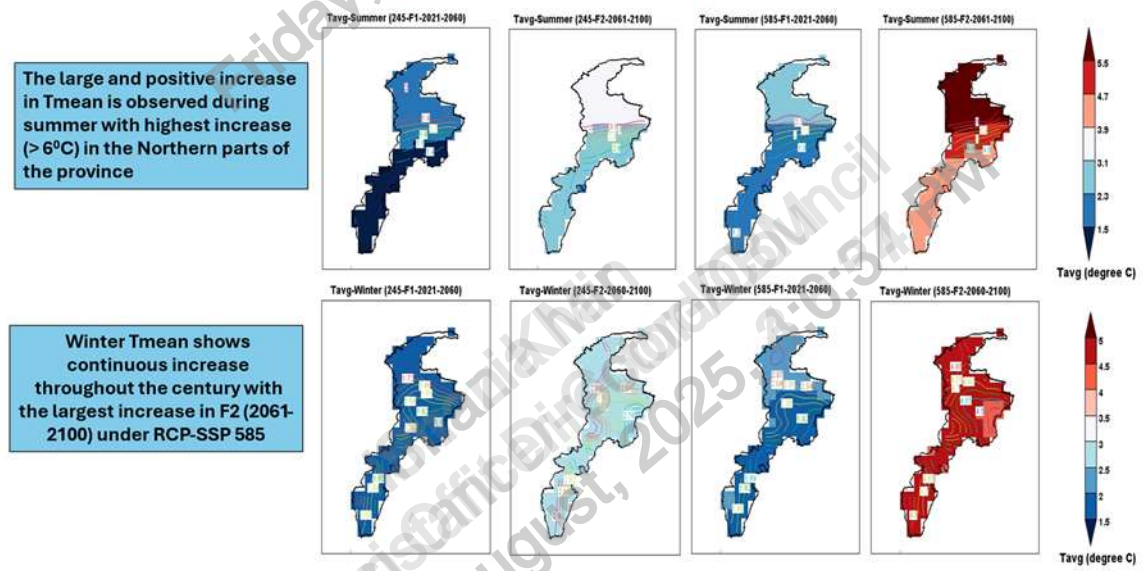 Tavg-Summer (245-F1-2021-2060)
Tavg-Summer (245-F2-2061-2100)
Tavg-Summer (585-F1-2021-2060)
Tavg-Summer (585-F2-2061-2100)
The large and positive increase
in Tmean is observed during
summer with highest increase
(> 6⁰C) in the Northern parts of
the province
5.5
4.7
3.9
3.1
2.3
1.5
Tavg (degree C)
Tavg-Winter (245-F1-2021-2060)
Tavg-Winter (245-F2-2060-2100)
Tavg-Winter (585-F1-2021-2060)
Tavg-Winter (585-F2-2060-2100)
Winter Tmean shows
continuous increase
throughout the century with
the largest increase in F2 (2061-
2100) under RCP-SSP 585
5
4.5
4
3.5
3
2.5
2
1.5
Tavg (degree C)
Friday,
Khan
August, 2025,
PM